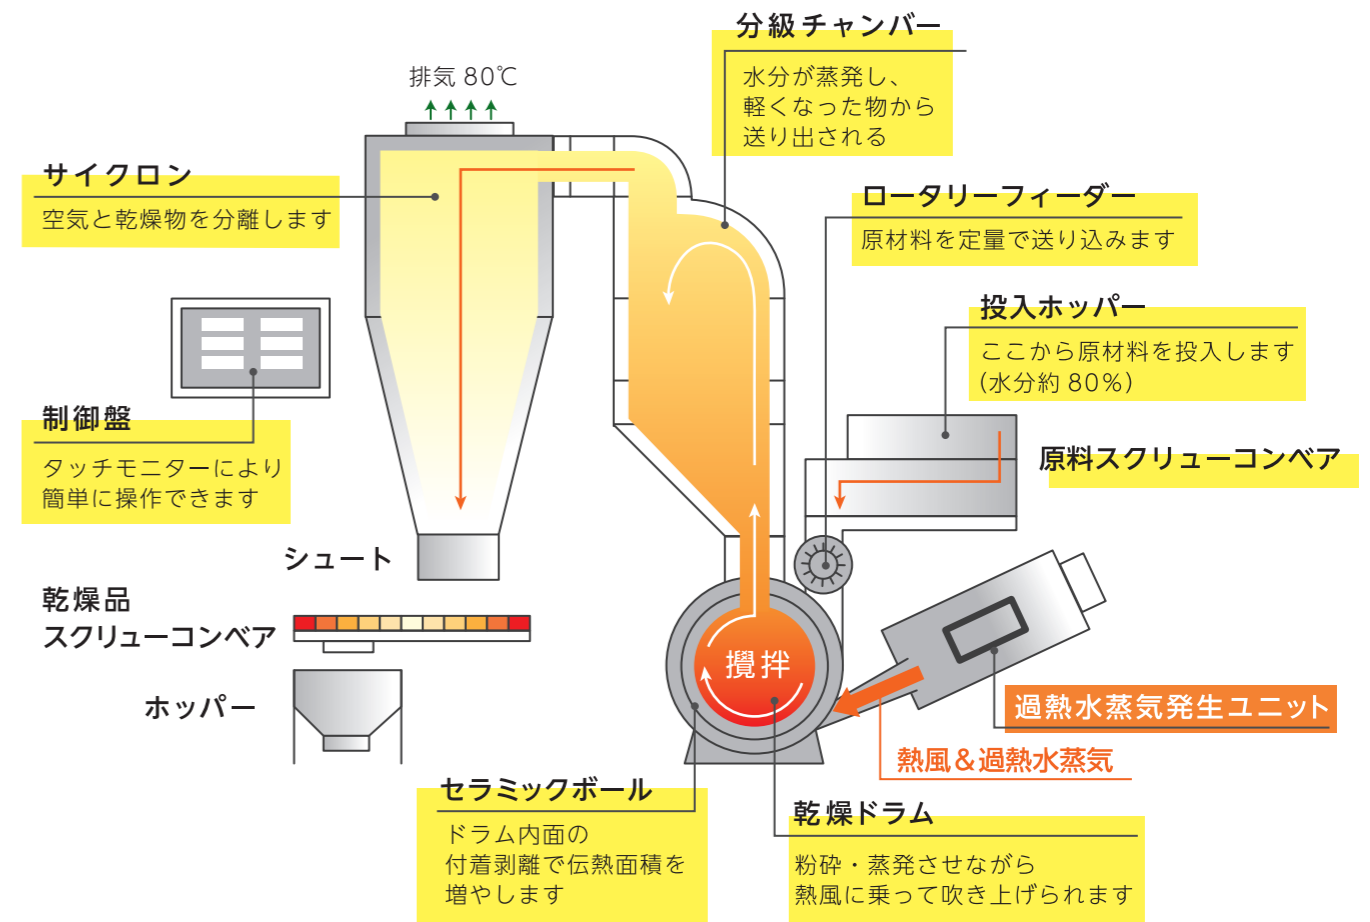 分級チャンバー
水分が蒸発し、
軽くなった物から
送り出される
排気 80℃
サイクロン
空気と乾燥物を分離します
ロータリーフィーダー
原材料を定量で送り込みます
投入ホッパー
ここから原材料を投入します
(水分約 80%)
制御盤
タッチモニターにより
簡単に操作できます
原料スクリューコンベア
シュート
乾燥品
スクリューコンベア
ホッパー
攪拌
過熱水蒸気発生ユニット
熱風＆過熱水蒸気
セラミックボール
ドラム内面の
付着剥離で伝熱面積を
増やします
乾燥ドラム
粉砕・蒸発させながら
熱風に乗って吹き上げられます